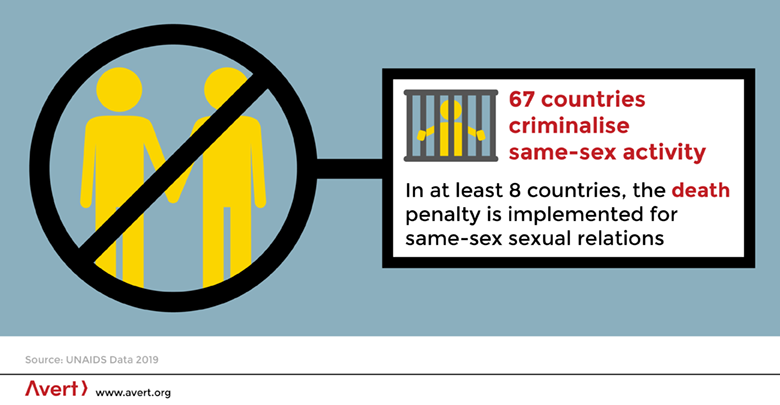 67 countries
criminalise
same-sex activity
In at least 8 countries, the death
penalty is implemented for
same-sex sexual relations
Source: UNAIDS Data 2019
Avert
www.avert.org